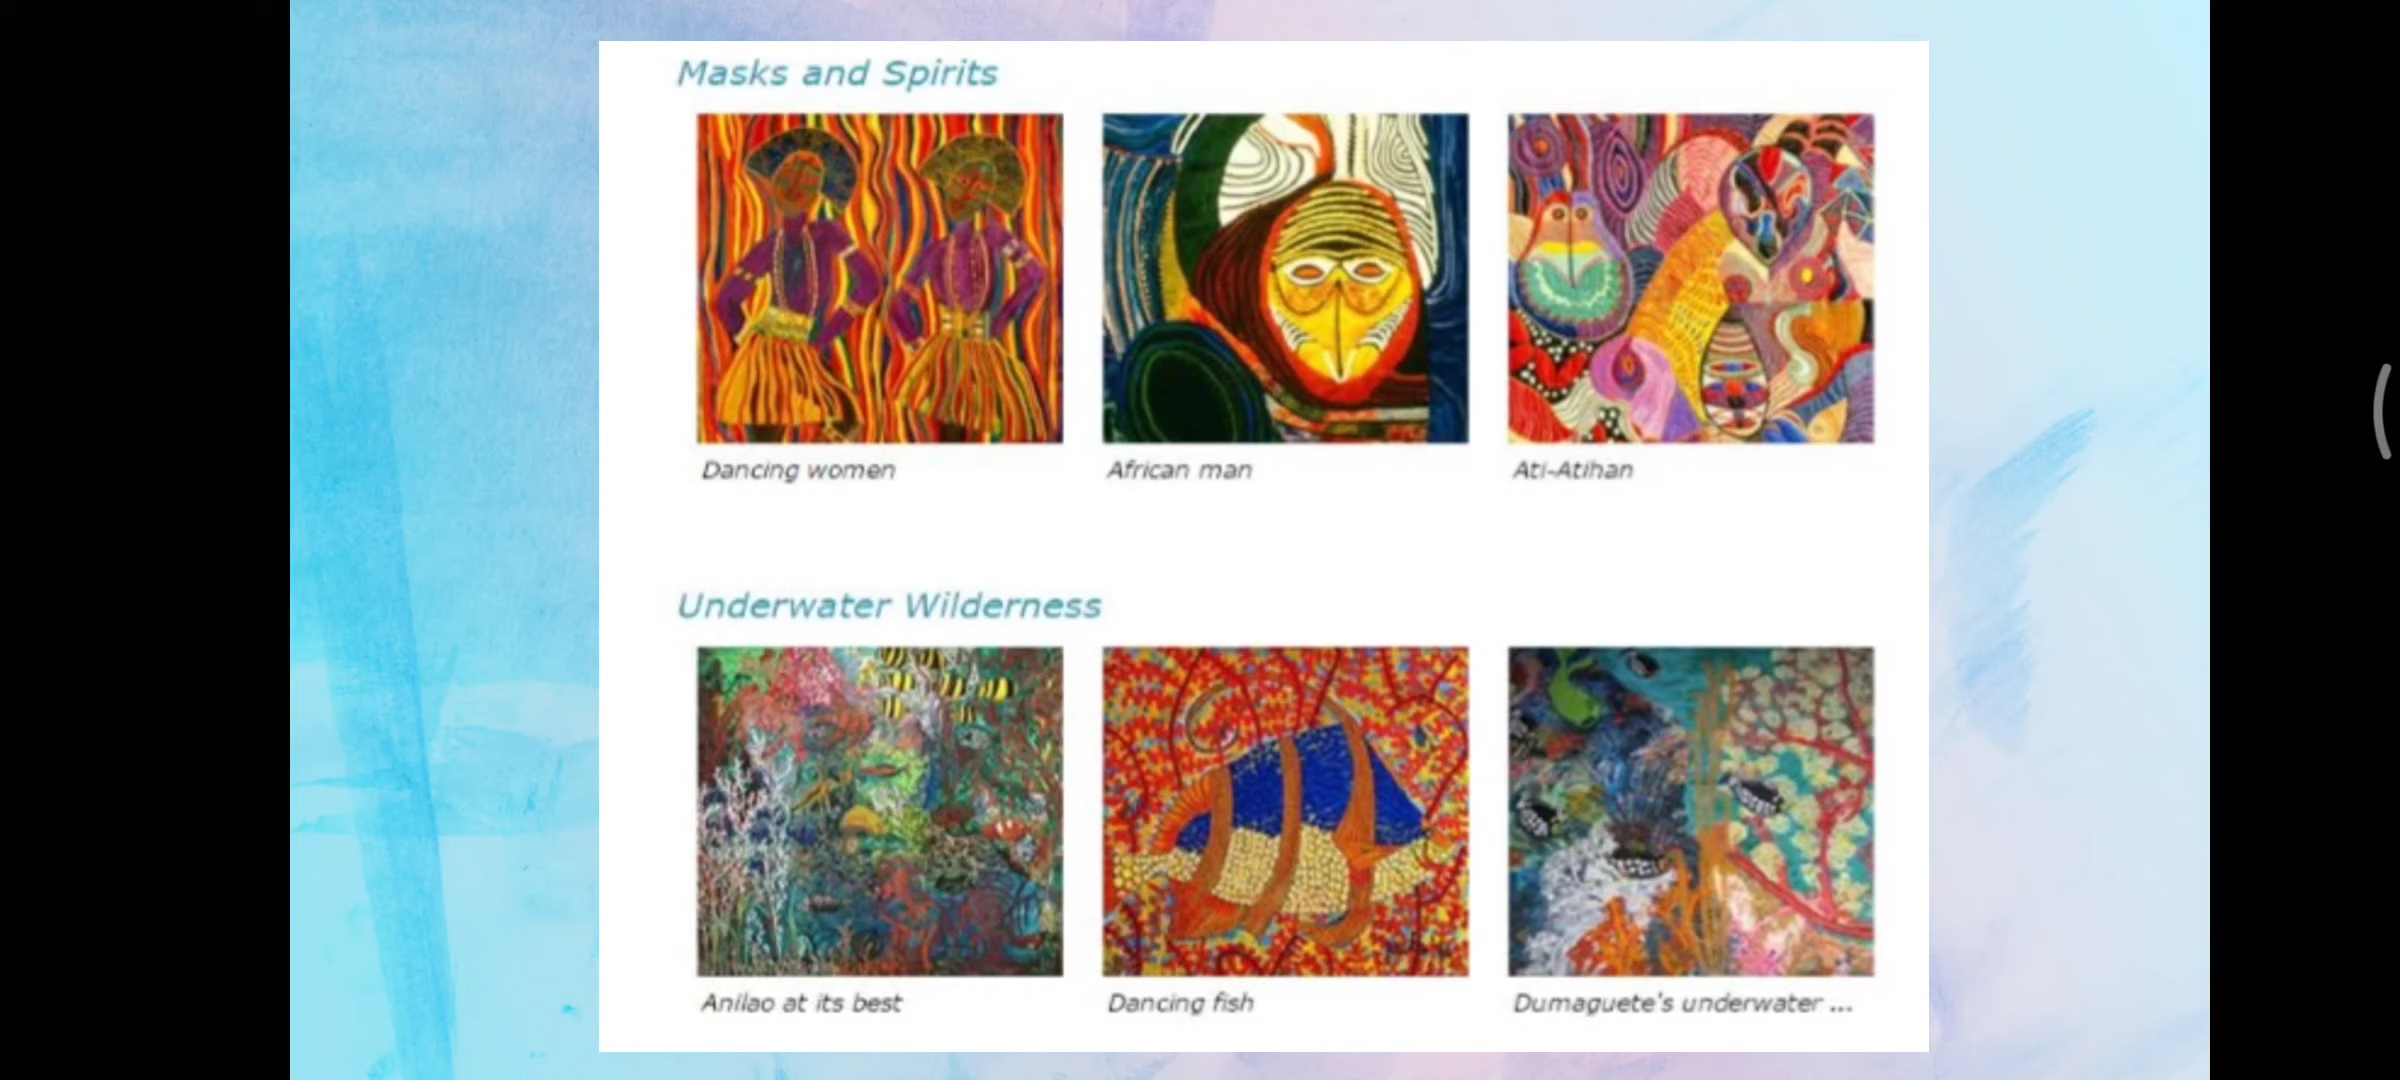 Masks and Spirits
Dancing women
African man
Ati-Atihan
Underwater Wilderness
Anilao at its best
Dancing fish
Dumaguete's underwater ...